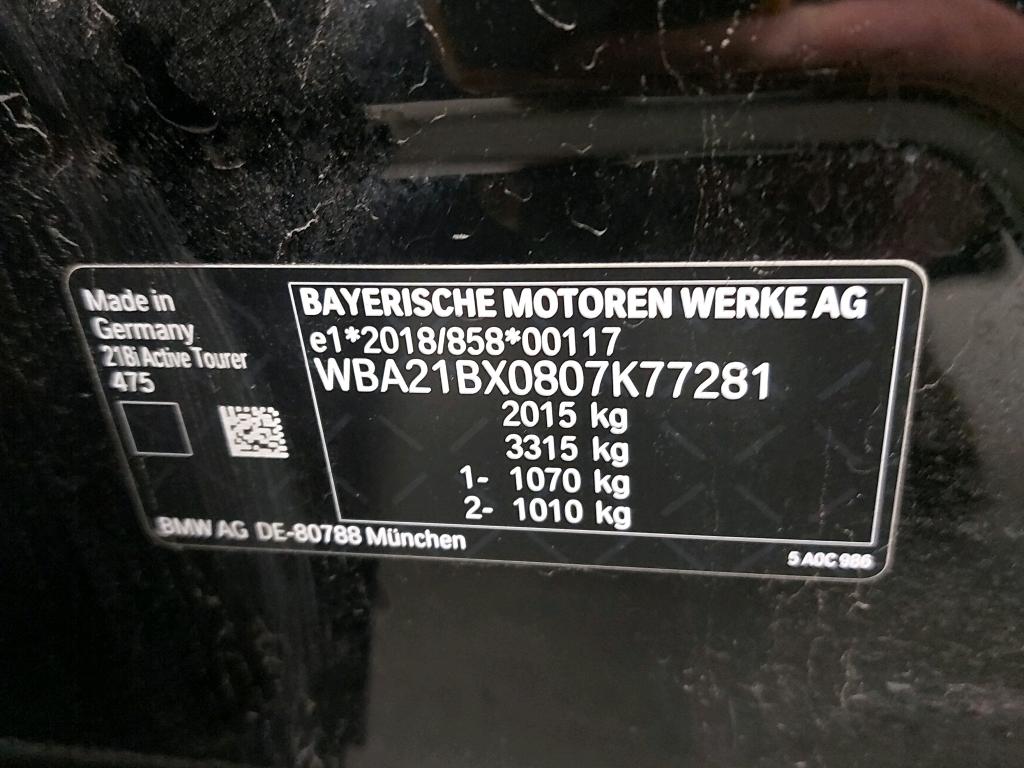 Made in
Germany
218i Active Tourer
475
BAYERISCHE MOTOREN WERKE AG
e1*2018/858*00117
WBA21BX0807K77281
2015 kg
3315 kg
1- 1070 kg
2- 1010 kg
BMW AG DE-80788 München
5 A0C 986